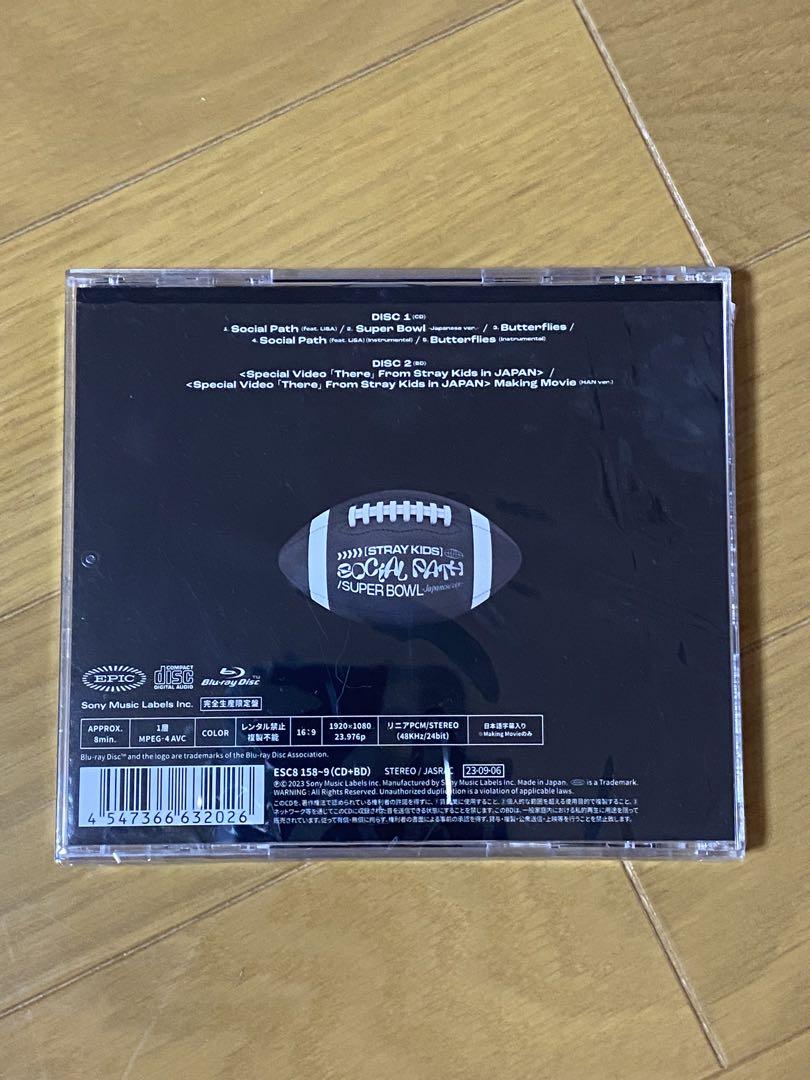 DISC 1 (CD)
1. Social Path (feat. LiSA) / 2. Super Bowl -Japanese ver.- / 3. Butterflies /
4. Social Path (feat. LiSA) (Instrumental) / 5. Butterflies (Instrumental)
DISC 2 (BD)
<Special Video「There」From Stray Kids in JAPAN> /
<Special Video「There」From Stray Kids in JAPAN> Making Movie (HAN ver.)
[STRAY KIDS]
SOCIAL PATH
/SUPER BOWL -Japanese ver.-
EPIC
COMPACT disc DIGITAL AUDIO
Blu-ray Disc™
Sony Music Labels Inc. 完全生産限定盤
APPROX. 8min.
1層 MPEG-4 AVC
COLOR
レンタル禁止 複製不能
16:9
1920×1080 23.976p
リニアPCM/STEREO (48KHz/24bit)
日本語字幕入り ※Making Movieのみ
Blu-ray Disc™ and the logo are trademarks of the Blu-ray Disc Association.
ESC8 158~9 (CD+BD) STEREO / JASRAC 23-09-06
℗© 2023 Sony Music Labels Inc. Manufactured by Sony Music Labels Inc. Made in Japan. EPIC is a Trademark.
WARNING : All Rights Reserved. Unauthorized duplication is a violation of applicable laws.
4 547366 632026